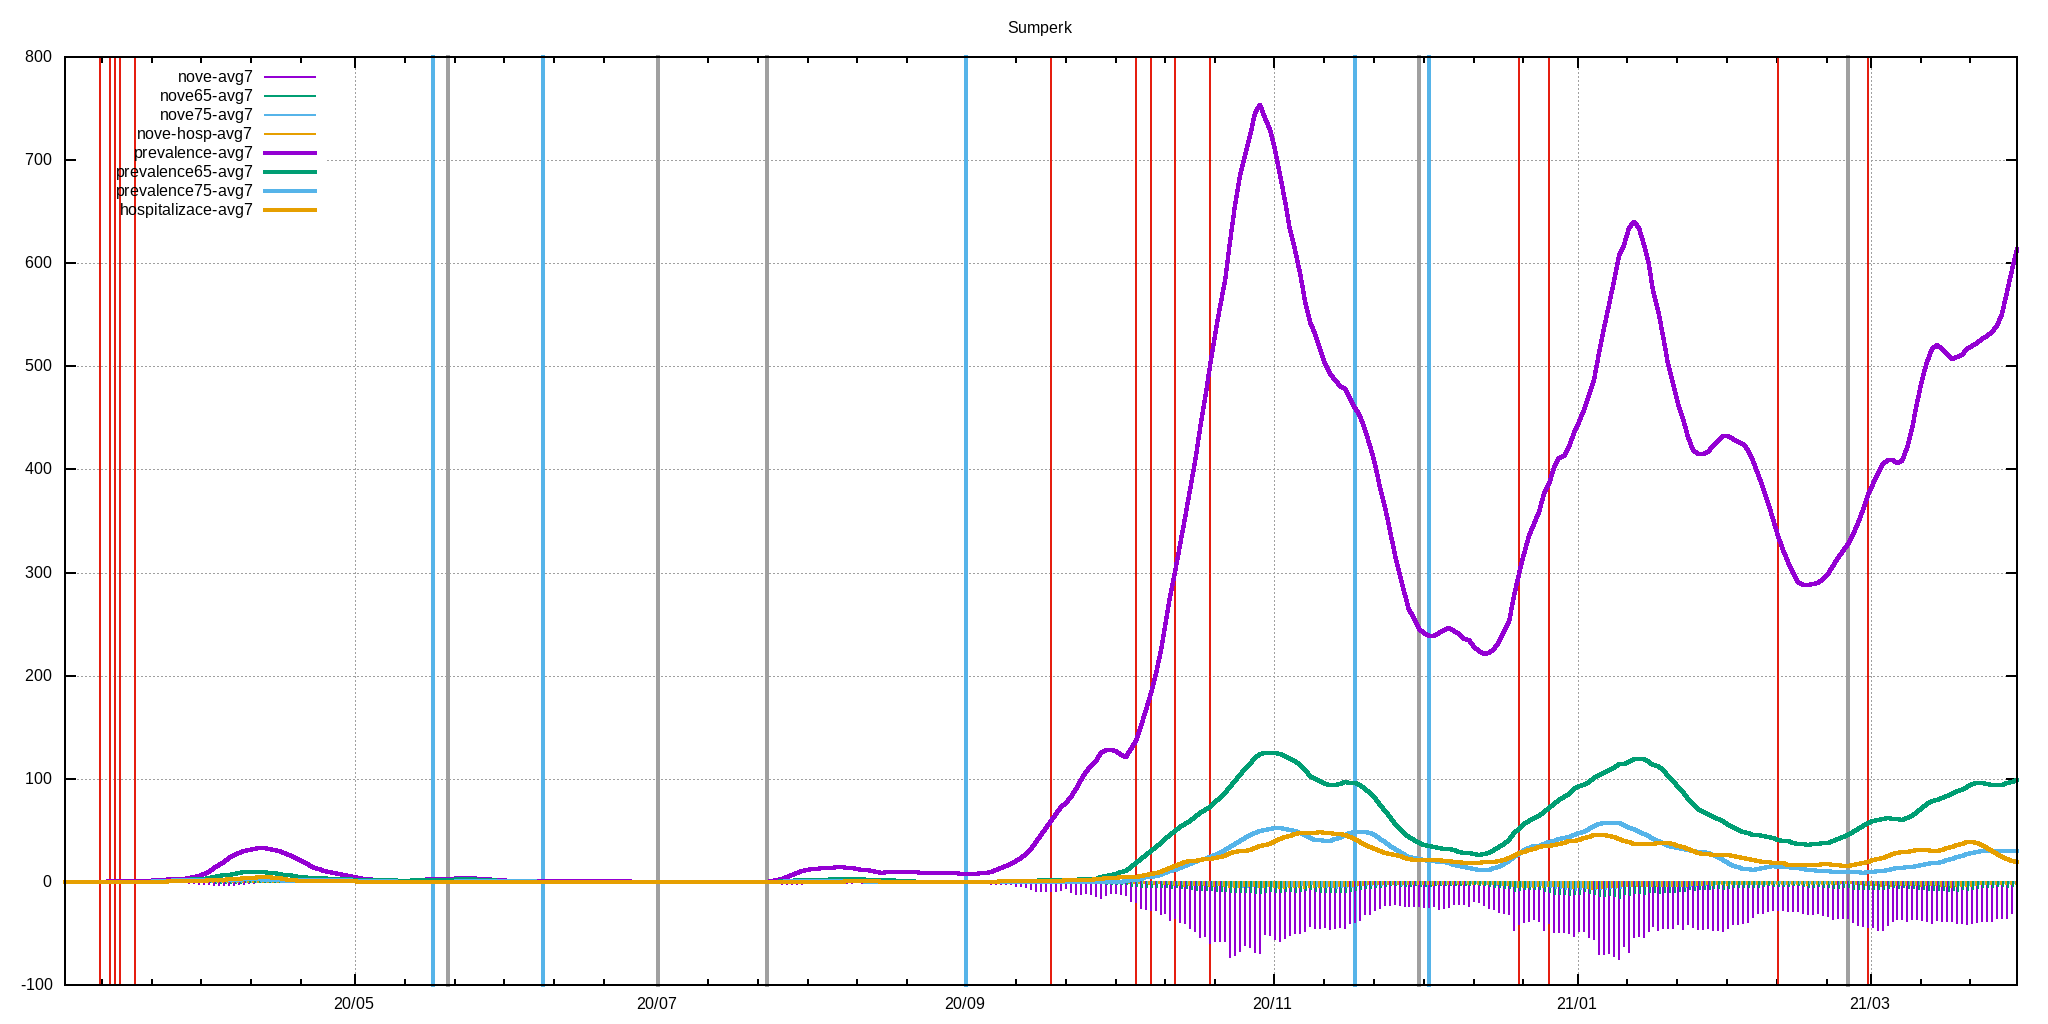 Sumperk
800
700
600
500
400
300
200
100
0
-100
nove-avg7
nove65-avg7
nove75-avg7
nove-hosp-avg7
prevalence-avg7
prevalence65-avg7
prevalence75-avg7
hospitalizace-avg7
20/05 20/07 20/09 20/11 21/01 21/03